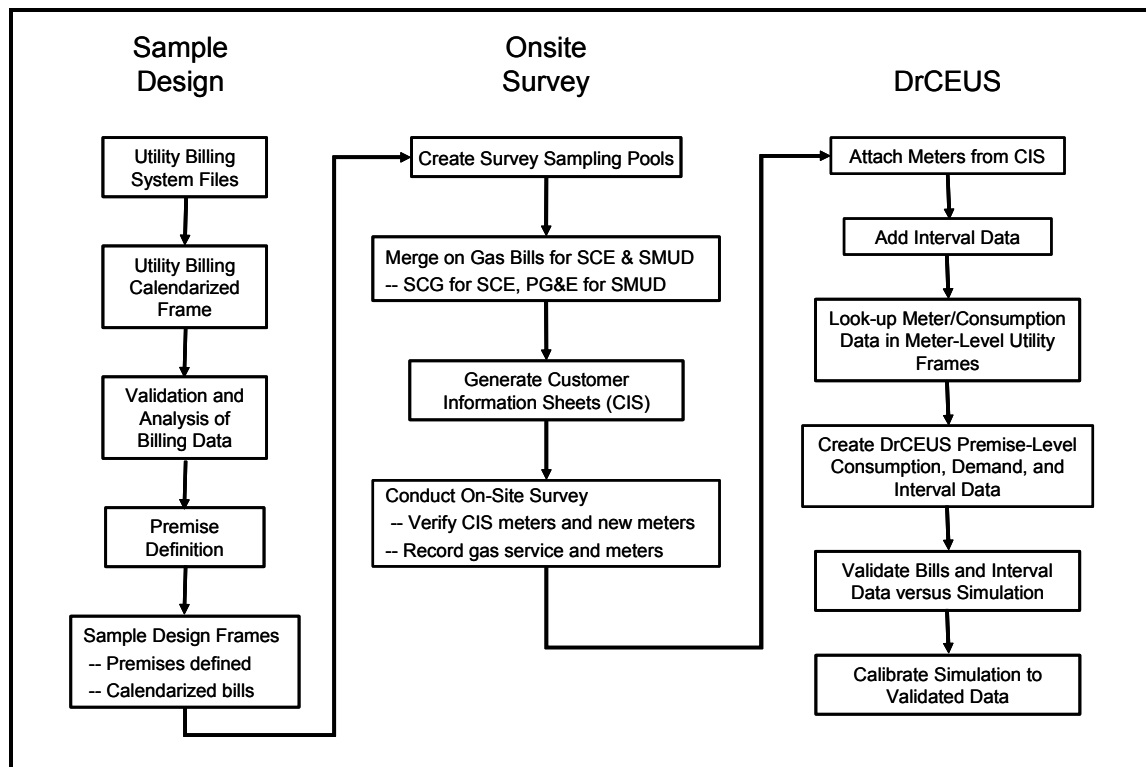 Sample
Design
Utility Billing
System Files
Utility Billing
Calendarized
Frame
Validation and
Analysis of
Billing Data
Premise
Definition
Sample Design Frames
-- Premises defined
-- Calendarized bills
Onsite
Survey
Create Survey Sampling Pools
Merge on Gas Bills for SCE & SMUD
-- SCG for SCE, PG&E for SMUD
Generate Customer
Information Sheets (CIS)
Conduct On-Site Survey
-- Verify CIS meters and new meters
-- Record gas service and meters
DrCEUS
Attach Meters from CIS
Add Interval Data
Look-up Meter/Consumption
Data in Meter-Level Utility
Frames
Create DrCEUS Premise-Level
Consumption, Demand, and
Interval Data
Validate Bills and Interval
Data versus Simulation
Calibrate Simulation to
Validated Data